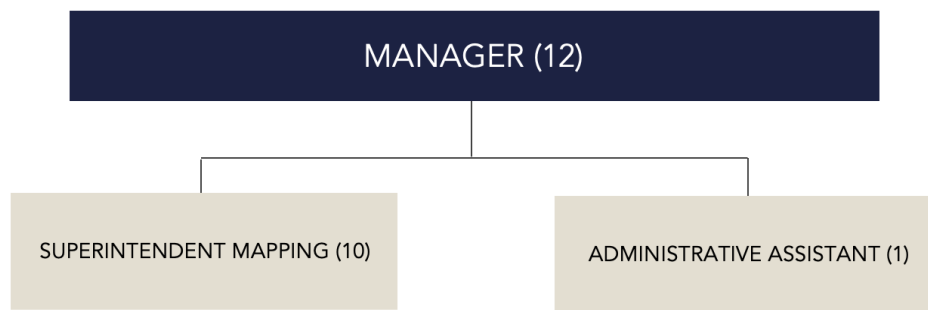 MANAGER (12)
SUPERINTENDENT MAPPING (10)
ADMINISTRATIVE ASSISTANT (1)